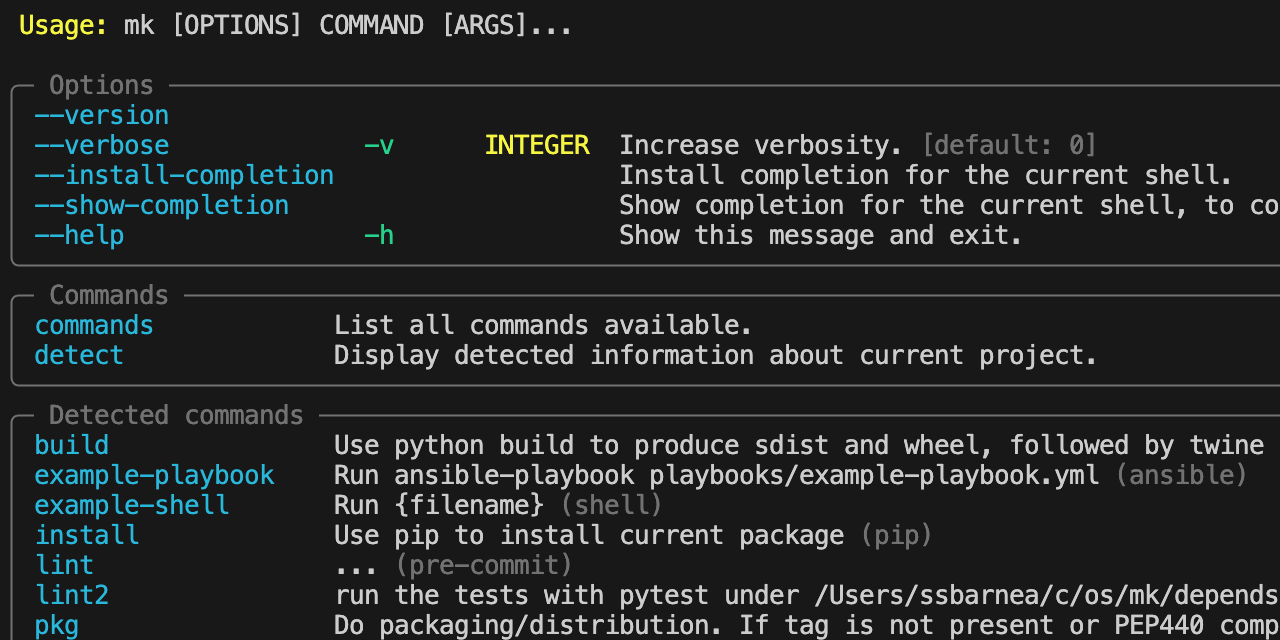 Usage: mk [OPTIONS] COMMAND [ARGS]...
Options
--version
--verbose -v INTEGER Increase verbosity. [default: 0]
--install-completion Install completion for the current shell.
--show-completion Show completion for the current shell, to co
--help -h Show this message and exit.
Commands
commands List all commands available.
detect Display detected information about current project.
Detected commands
build Use python build to produce sdist and wheel, followed by twine
example-playbook Run ansible-playbook playbooks/example-playbook.yml (ansible)
example-shell Run {filename} (shell)
install Use pip to install current package (pip)
lint ... (pre-commit)
lint2 run the tests with pytest under /Users/ssbarnea/c/os/mk/depends
pkg Do packaging/distribution. If tag is not present or PEP440 comp